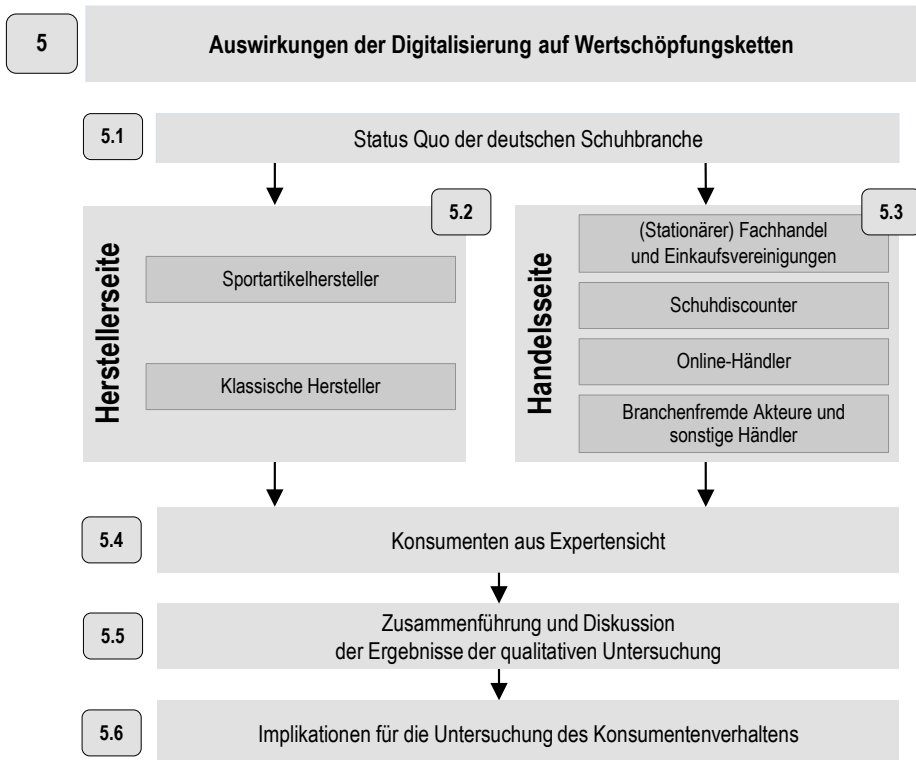 5
Auswirkungen der Digitalisierung auf Wertschöpfungsketten
5.1
Status Quo der deutschen Schuhbranche
5.2
Herstellerseite
Sportartikelhersteller
Klassische Hersteller
5.3
Handelsseite
(Stationärer) Fachhandel
und Einkaufsvereinigungen
Schuhdiscounter
Online-Händler
Branchenfremde Akteure und
sonstige Händler
5.4
Konsumenten aus Expertensicht
5.5
Zusammenführung und Diskussion
der Ergebnisse der qualitativen Untersuchung
5.6
Implikationen für die Untersuchung des Konsumentenverhaltens